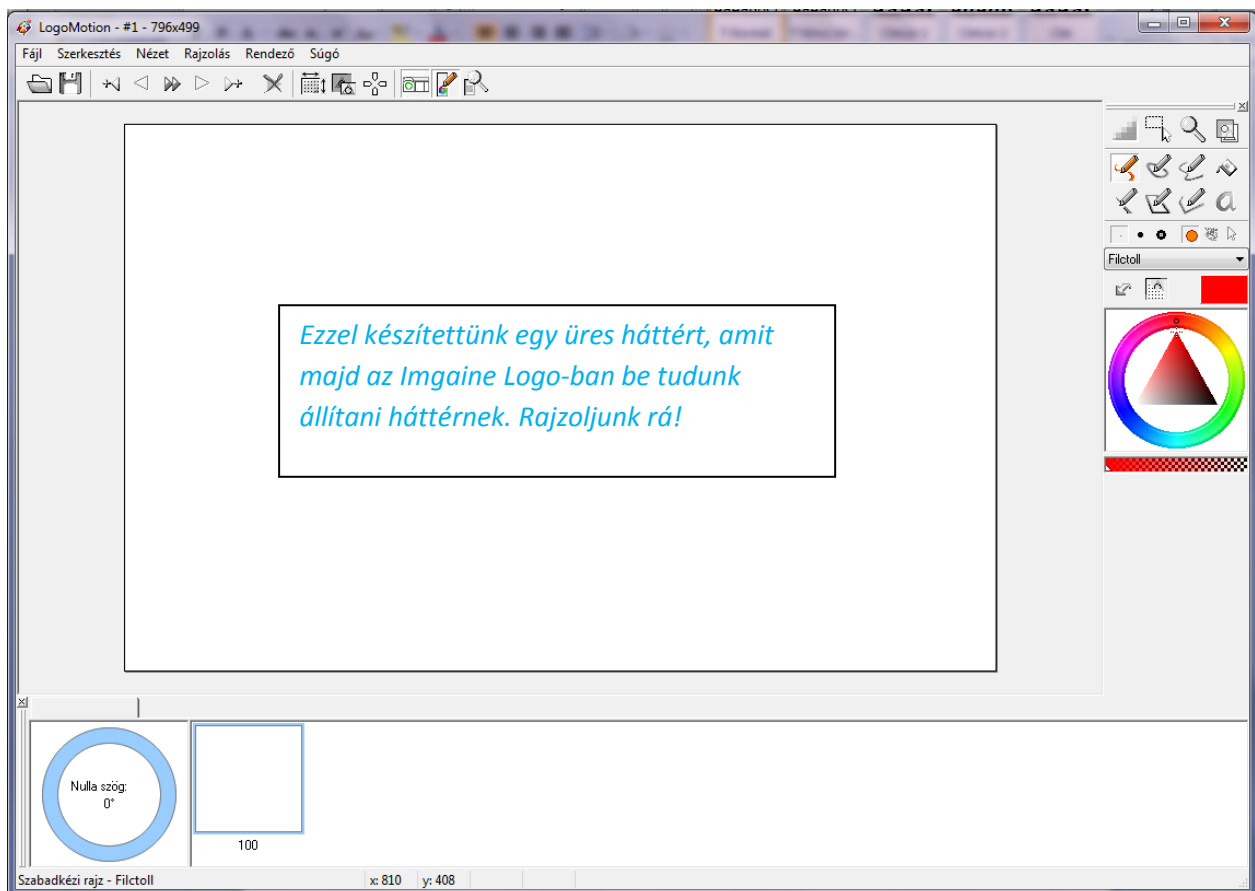 LogoMotion - #1 - 796x499
Fájl Szerkesztés Nézet Rajzolás Rendező Súgó
Filctoll
Ezzel készítettünk egy üres háttért, amit
majd az Imgaine Logo-ban be tudunk
állítani háttérnek. Rajzoljunk rá!
Nulla szög:
0°
100
Szabadkézi rajz - Filctoll x: 810 y: 408